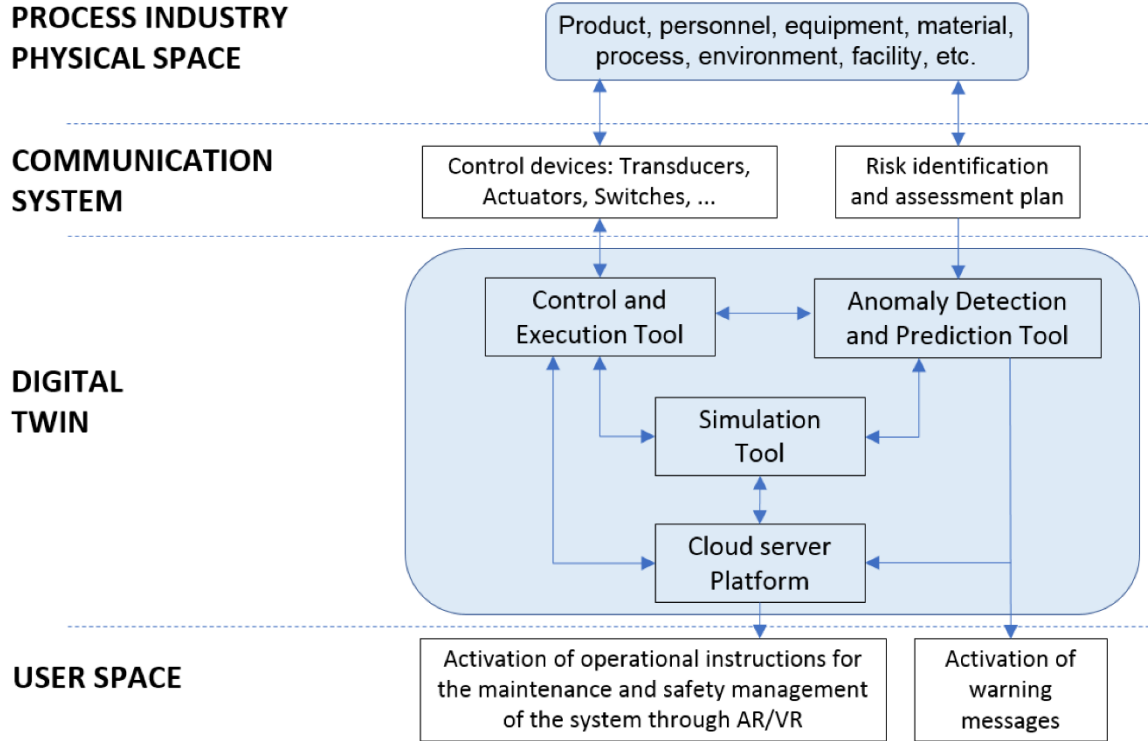 PROCESS INDUSTRY
PHYSICAL SPACE
Product, personnel, equipment, material,
process, environment, facility, etc.
COMMUNICATION
SYSTEM
Control devices: Transducers,
Actuators, Switches, ...
Risk identification
and assessment plan
DIGITAL
TWIN
Control and
Execution Tool
Anomaly Detection
and Prediction Tool
Simulation
Tool
Cloud server
Platform
USER SPACE
Activation of operational instructions for
the maintenance and safety management
of the system through AR/VR
Activation of
warning
messages